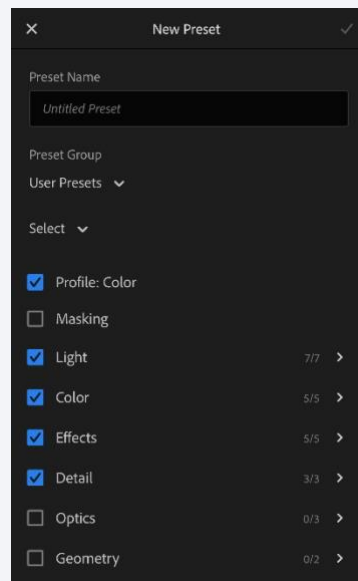 New Preset
Preset Name
Untitled Preset
Preset Group
User Presets
Select
Profile: Color
Masking
Light 7/7
Color 5/5
Effects 5/5
Detail 3/3
Optics 0/3
Geometry 0/2